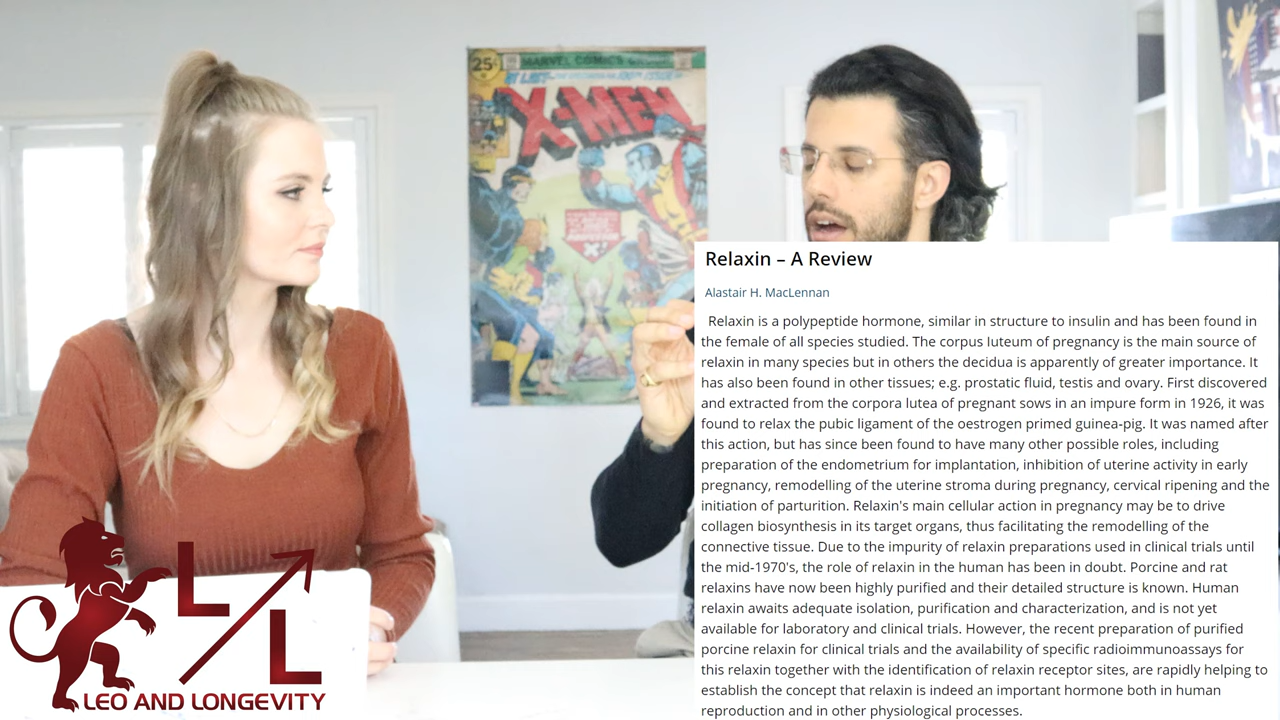 25¢
MARVEL COMICS GROUP
X-MEN
Relaxin – A Review
Alastair H. MacLennan
Relaxin is a polypeptide hormone, similar in structure to insulin and has been found in
the female of all species studied. The corpus luteum of pregnancy is the main source of
relaxin in many species but in others the decidua is apparently of greater importance. It
has also been found in other tissues; e.g. prostatic fluid, testis and ovary. First discovered
and extracted from the corpora lutea of pregnant sows in an impure form in 1926, it was
found to relax the pubic ligament of the oestrogen primed guinea-pig. It was named after
this action, but has since been found to have many other possible roles, including
preparation of the endometrium for implantation, inhibition of uterine activity in early
pregnancy, remodelling of the uterine stroma during pregnancy, cervical ripening and the
initiation of parturition. Relaxin's main cellular action in pregnancy may be to drive
collagen biosynthesis in its target organs, thus facilitating the remodelling of the
connective tissue. Due to the impurity of relaxin preparations used in clinical trials until
the mid-1970's, the role of relaxin in the human has been in doubt. Porcine and rat
relaxins have now been highly purified and their detailed structure is known. Human
relaxin awaits adequate isolation, purification and characterization, and is not yet
available for laboratory and clinical trials. However, the recent preparation of purified
porcine relaxin for clinical trials and the availability of specific radioimmunoassays for
this relaxin together with the identification of relaxin receptor sites, are rapidly helping to
establish the concept that relaxin is indeed an important hormone both in human
reproduction and in other physiological processes.
L L
LEO AND LONGEVITY